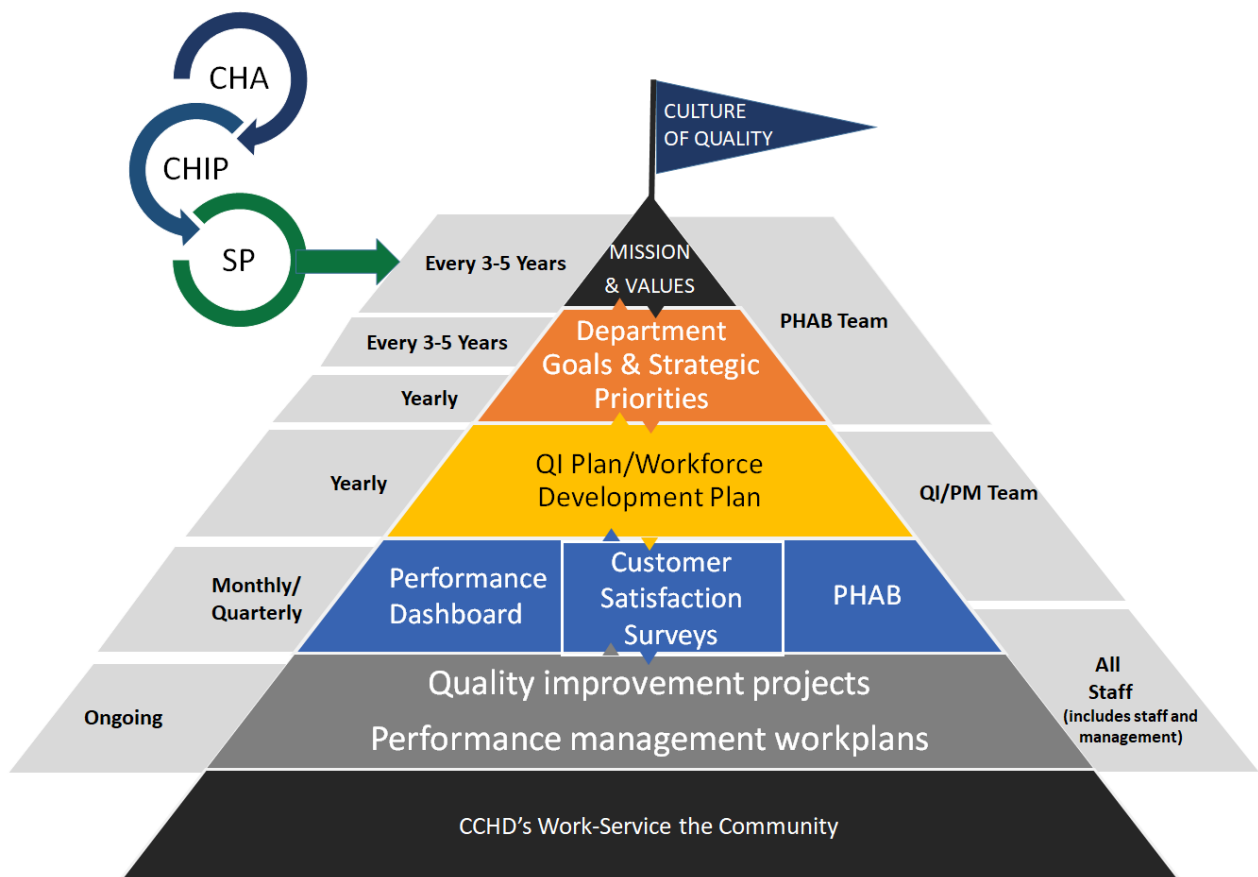 CHA
CHIP
SP
CULTURE
OF QUALITY
MISSION
& VALUES
Every 3-5 Years
PHAB Team
Department
Goals & Strategic
Priorities
Every 3-5 Years
Yearly
QI Plan/Workforce
Development Plan
Yearly
QI/PM Team
Monthly/
Quarterly
Performance
Dashboard
Customer
Satisfaction
Surveys
PHAB
All
Staff
(includes staff and
management)
Ongoing
Quality improvement projects
Performance management workplans
CCHD’s Work-Service the Community